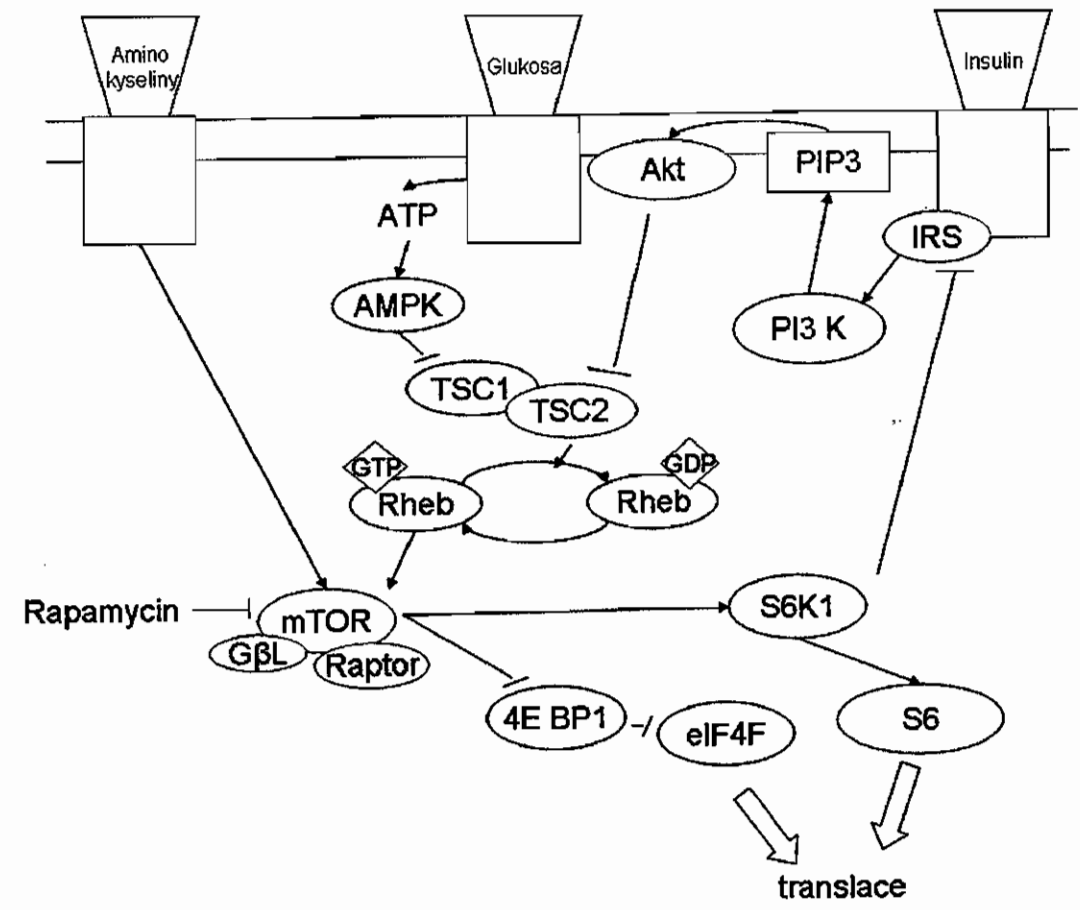 Amino
kyseliny
Glukosa
Insulin
Akt
PIP3
ATP
IRS
AMPK
PI3 K
TSC1
TSC2
GTP
GDP
Rheb
Rheb
Rapamycin
mTOR
S6K1
GβL
Raptor
4E BP1
eIF4F
S6
translace